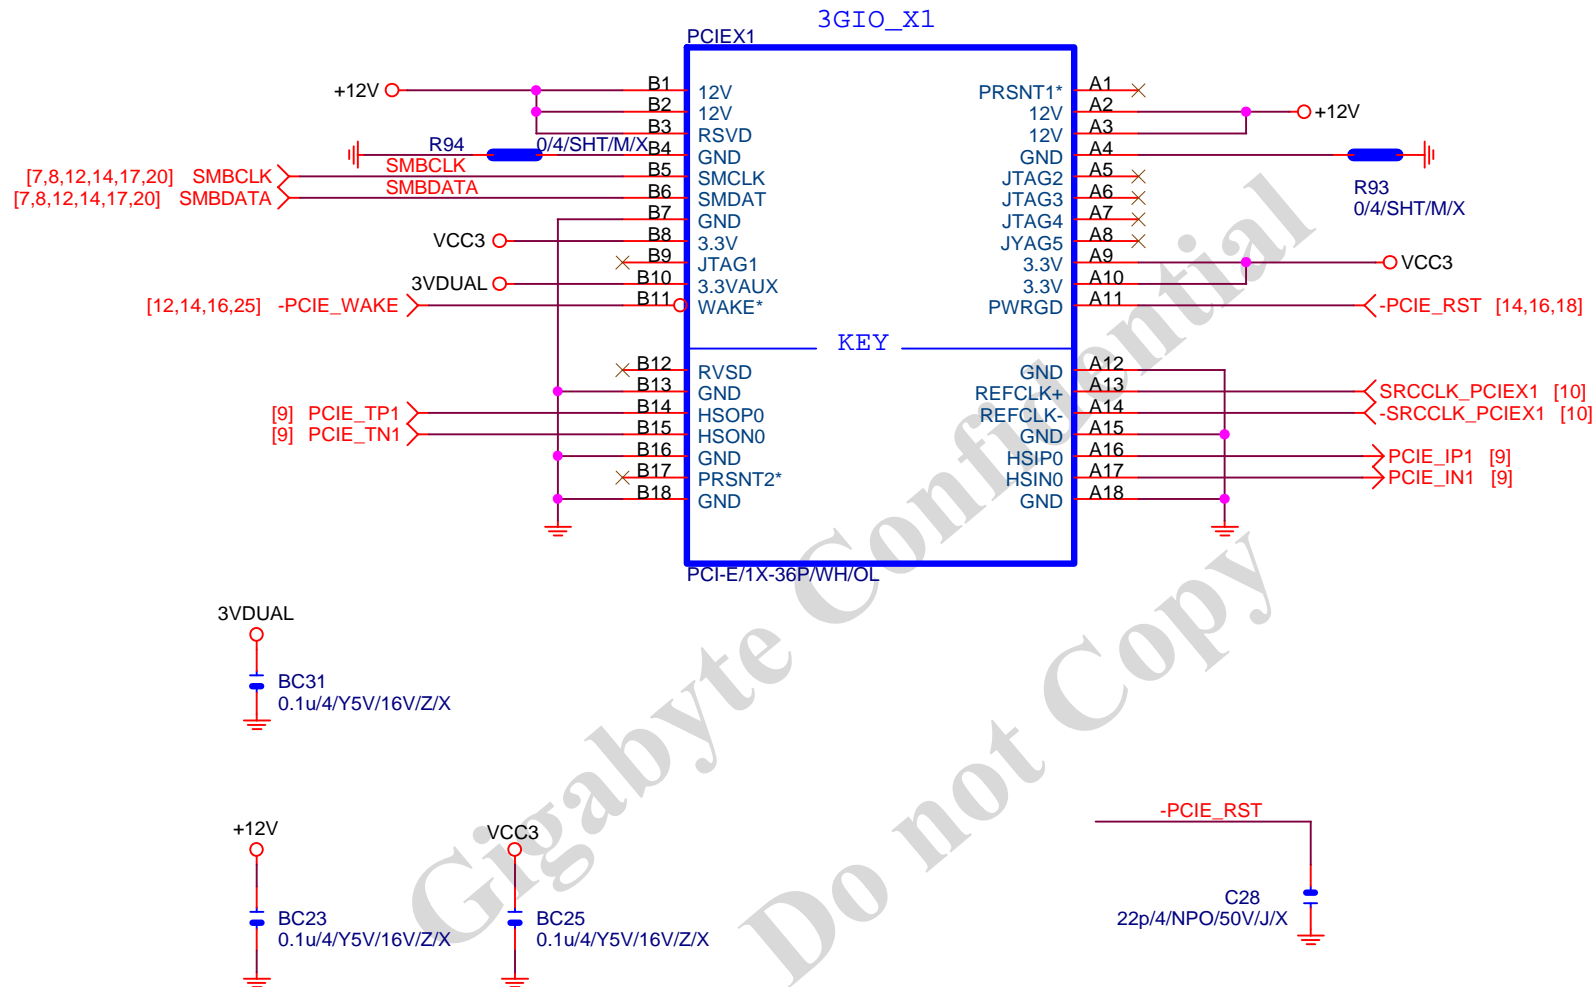 3GIO_X1
PCIEX1
+12V B1 12V PRSNT1* A1
B2 12V 12V A2 +12V
B3 RSVD 12V A3
R94 0/4/SHT/M/X B4 GND GND A4
[7,8,12,14,17,20] SMBCLK SMBCLK B5 SMCLK JTAG2 A5 R93
[7,8,12,14,17,20] SMBDATA SMBDATA B6 SMDAT JTAG3 A6 0/4/SHT/M/X
B7 GND JTAG4 A7
VCC3 B8 3.3V JYAG5 A8
B9 JTAG1 3.3V A9 VCC3
3VDUAL B10 3.3VAUX 3.3V A10
[12,14,16,25] -PCIE_WAKE B11 WAKE* PWRGD A11 -PCIE_RST [14,16,18]
KEY
B12 RVSD GND A12
B13 GND REFCLK+ A13 SRCCLK_PCIEX1 [10]
[9] PCIE_TP1 B14 HSOP0 REFCLK- A14 -SRCCLK_PCIEX1 [10]
[9] PCIE_TN1 B15 HSON0 GND A15
B16 GND HSIP0 A16 PCIE_IP1 [9]
B17 PRSNT2* HSIN0 A17 PCIE_IN1 [9]
B18 GND GND A18
PCI-E/1X-36P/WH/OL
3VDUAL
BC31
0.1u/4/Y5V/16V/Z/X
+12V
BC23
0.1u/4/Y5V/16V/Z/X
VCC3
BC25
0.1u/4/Y5V/16V/Z/X
-PCIE_RST
C28
22p/4/NPO/50V/J/X
Gigabyte Confidential
Do not Copy